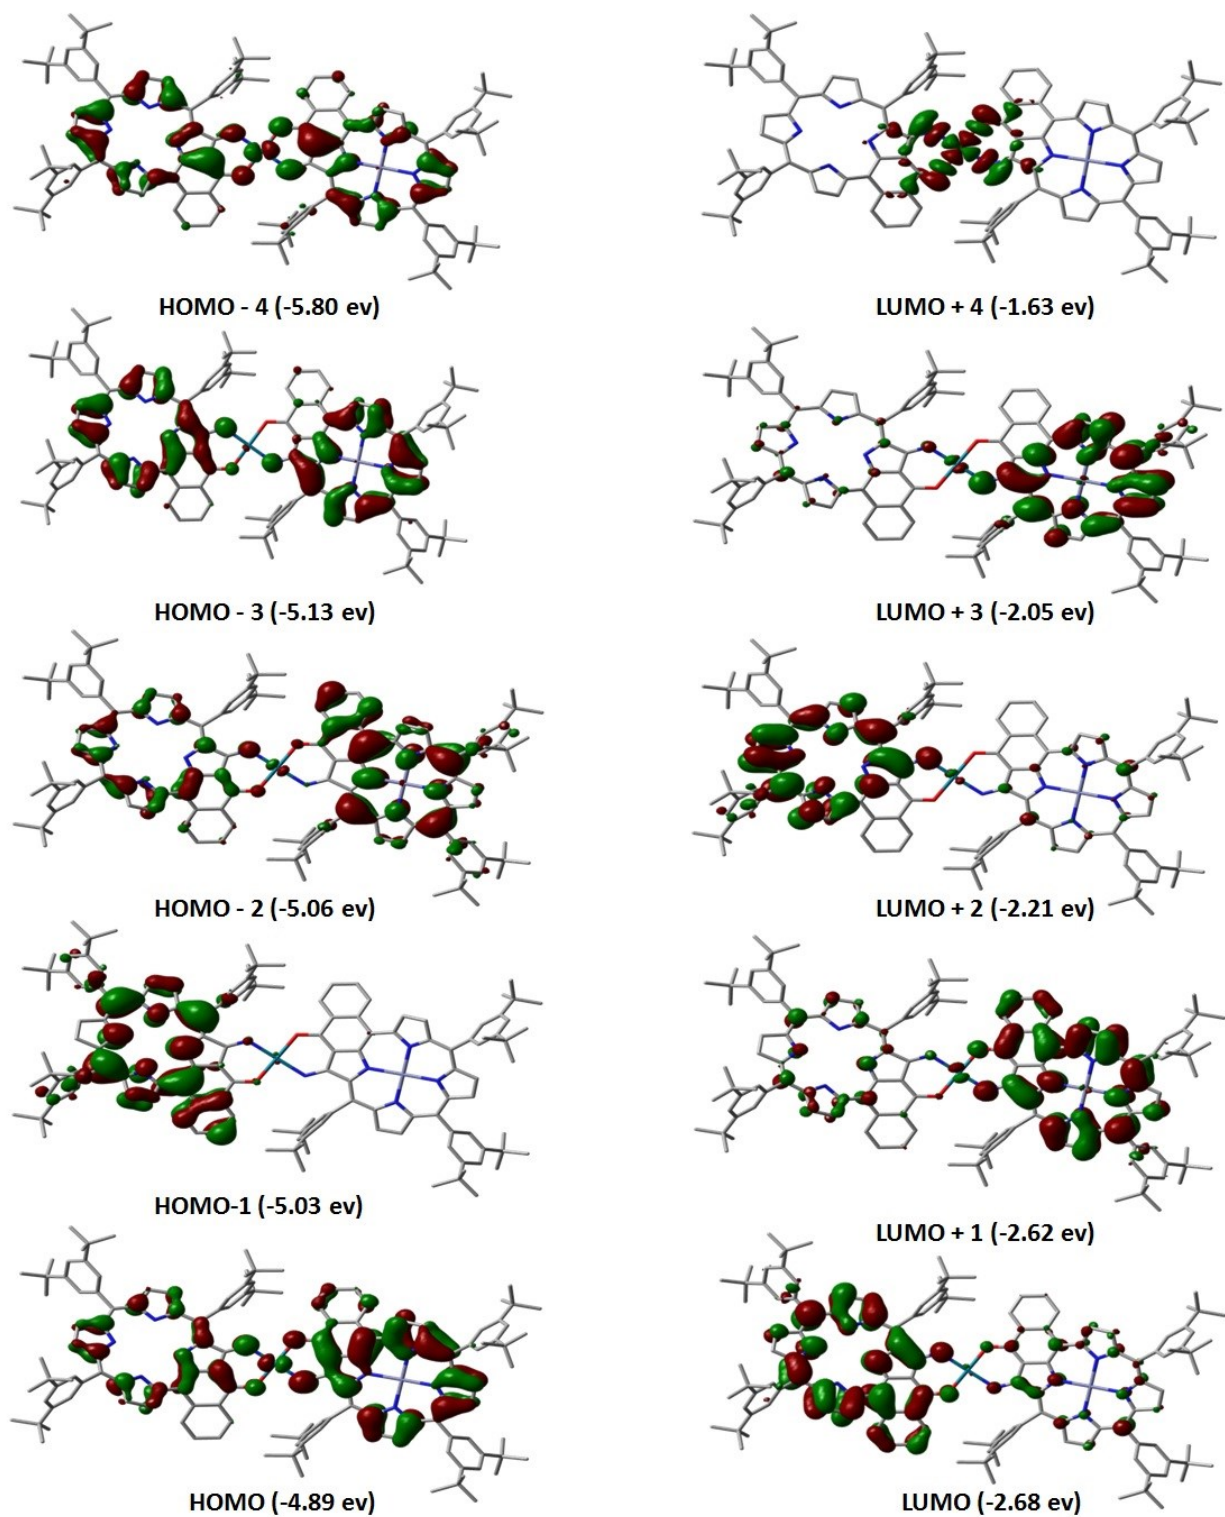 HOMO - 4 (-5.80 ev)
LUMO + 4 (-1.63 ev)
HOMO - 3 (-5.13 ev)
LUMO + 3 (-2.05 ev)
HOMO - 2 (-5.06 ev)
LUMO + 2 (-2.21 ev)
HOMO-1 (-5.03 ev)
LUMO + 1 (-2.62 ev)
HOMO (-4.89 ev)
LUMO (-2.68 ev)